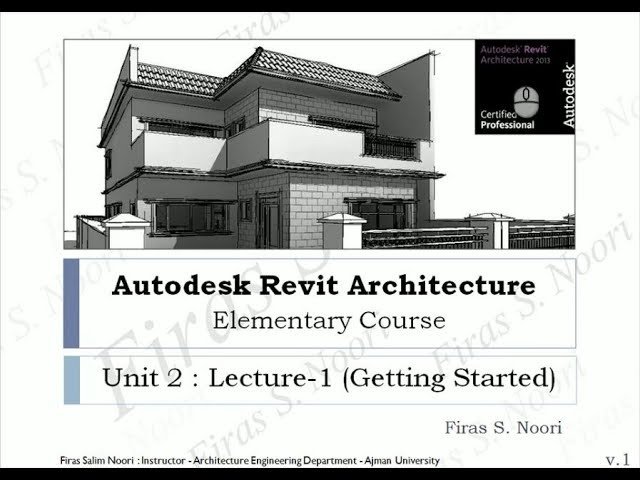 Autodesk® Revit®
Architecture 2013
Certified
Professional
Autodesk
Autodesk Revit Architecture
Elementary Course
Unit 2 : Lecture-1 (Getting Started)
Firas S. Noori
Firas Salim Noori : Instructor - Architecture Engineering Department - Ajman University
v.1
Firas S. Noori